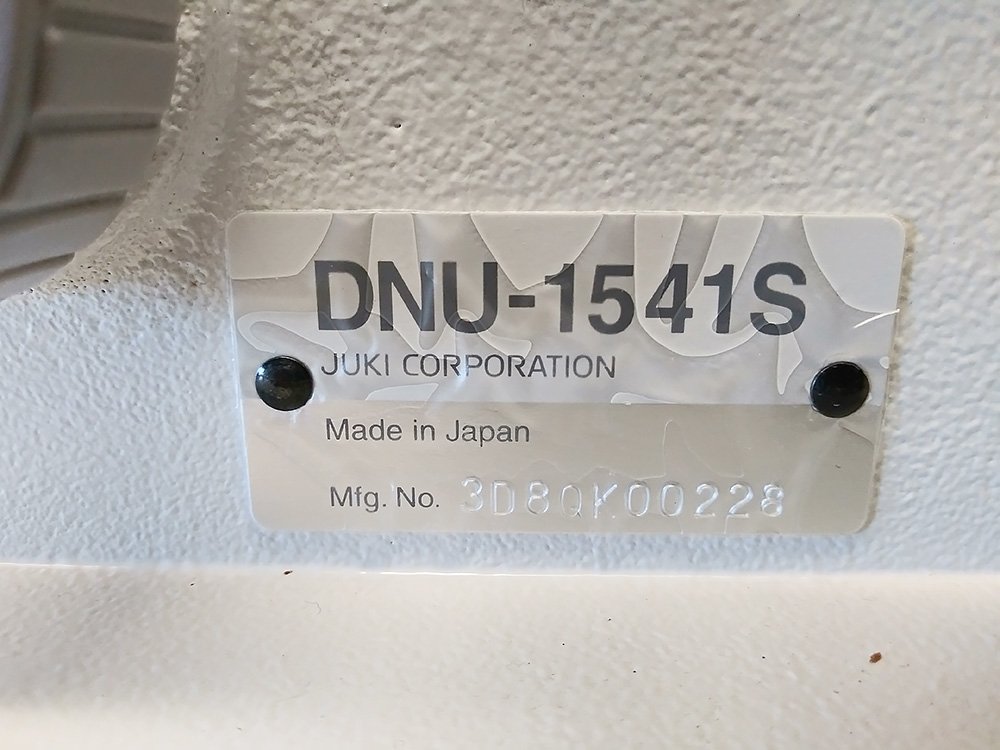 DNU-1541S
JUKI CORPORATION
Made in Japan
Mfg. No. 3D8QK00228